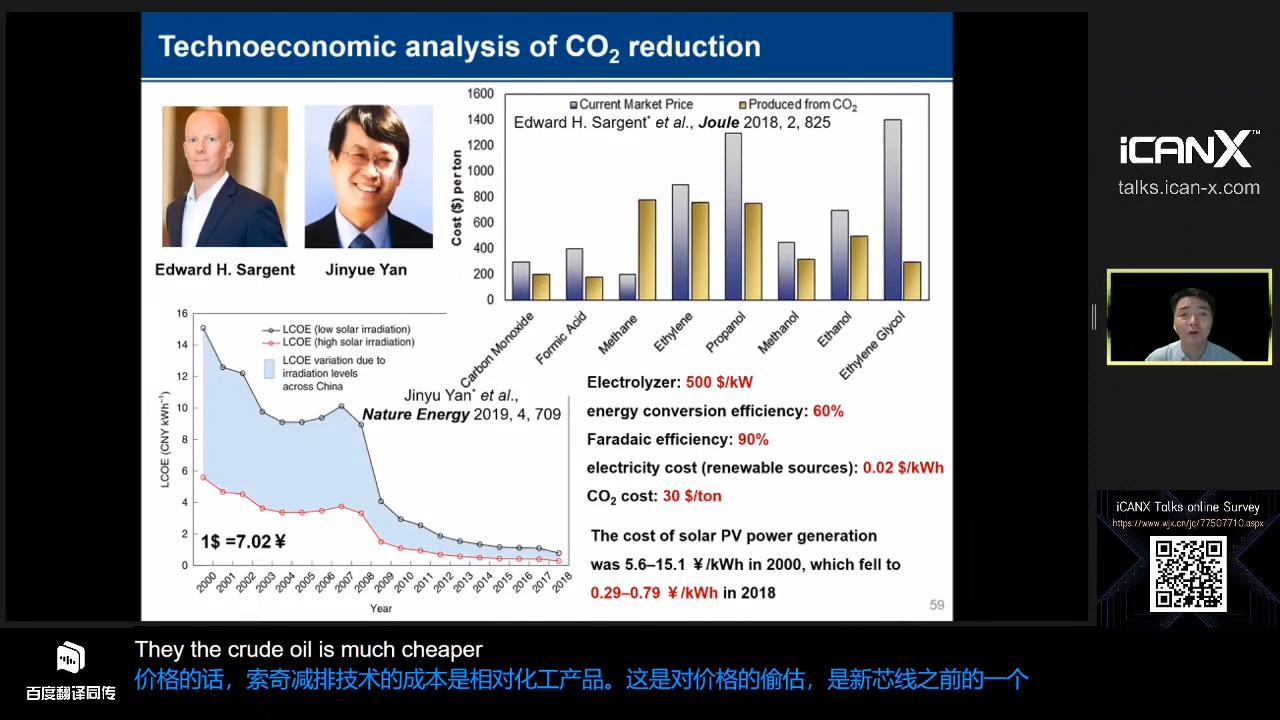 Technoeconomic analysis of CO₂ reduction
Edward H. Sargent
Jinyue Yan
1600
1400
1200
1000
800
600
400
200
0
Cost ($) per ton
Current Market Price
Produced from CO₂
Edward H. Sargent* et al., Joule 2018, 2, 825
Carbon Monoxide
Formic Acid
Methane
Ethylene
Propanol
Methanol
Ethanol
Ethylene Glycol
16
14
12
10
8
6
4
2
0
LCOE (CNY kWh⁻¹)
LCOE (low solar irradiation)
LCOE (high solar irradiation)
LCOE variation due to
irradiation levels
across China
Jinyu Yan* et al.,
Nature Energy 2019, 4, 709
1$ =7.02 ¥
2000
2001
2002
2003
2004
2005
2006
2007
2008
2009
2010
2011
2012
2013
2014
2015
2016
2017
2018
Year
Electrolyzer: 500 $/kW
energy conversion efficiency: 60%
Faradaic efficiency: 90%
electricity cost (renewable sources): 0.02 $/kWh
CO₂ cost: 30 $/ton
The cost of solar PV power generation
was 5.6–15.1 ¥/kWh in 2000, which fell to
0.29–0.79 ¥/kWh in 2018
59
iCANX
talks.ican-x.com
iCANX Talks online Survey
https://www.wjx.cn/jq/77507710.aspx
百度翻译同传
They the crude oil is much cheaper
价格的话，索奇减排技术的成本是相对化工产品。这是对价格的偷估，是新芯线之前的一个